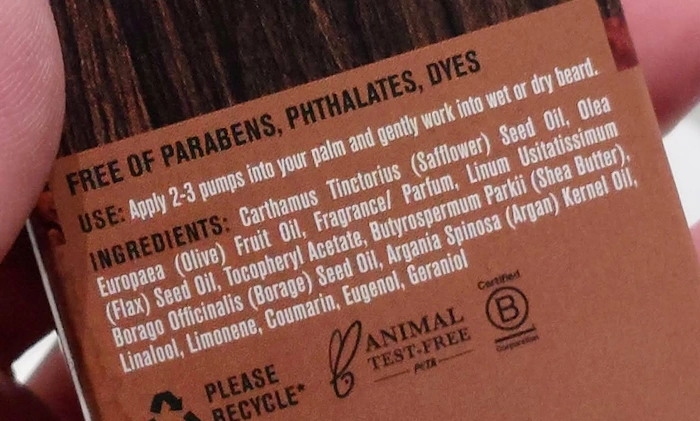 FREE OF PARABENS, PHTHALATES, DYES
USE: Apply 2-3 pumps into your palm and gently work into wet or dry beard.
INGREDIENTS: Carthamus Tinctorius (Safflower) Seed Oil, Olea
Europaea (Olive) Fruit Oil, Fragrance/ Parfum, Linum Usitatissimum
(Flax) Seed Oil, Tocopheryl Acetate, Butyrospermum Parkii (Shea Butter),
Borago Officinalis (Borage) Seed Oil, Argania Spinosa (Argan) Kernel Oil,
Linalool, Limonene, Coumarin, Eugenol, Geraniol
PLEASE
RECYCLE*
ANIMAL
TEST-FREE
PETA
Certified
B
Corporation